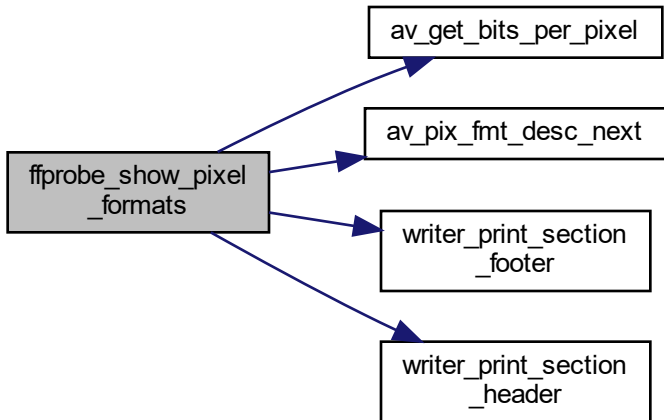 av_get_bits_per_pixel
av_pix_fmt_desc_next
ffprobe_show_pixel
_formats
writer_print_section
_footer
writer_print_section
_header